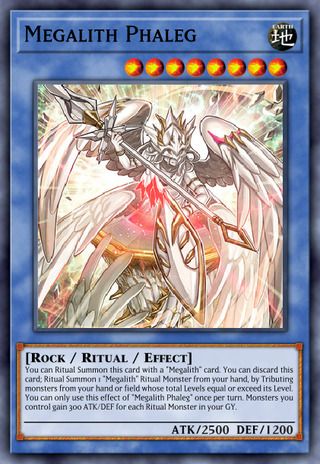 MEGALITH PHALEG
EARTH
地
[ROCK / RITUAL / EFFECT]
You can Ritual Summon this card with a "Megalith" card. You can discard this
card; Ritual Summon 1 "Megalith" Ritual Monster from your hand, by Tributing
monsters from your hand or field whose total Levels equal or exceed its Level.
You can only use this effect of "Megalith Phaleg" once per turn. Monsters you
control gain 300 ATK/DEF for each Ritual Monster in your GY.
ATK/2500 DEF/1200